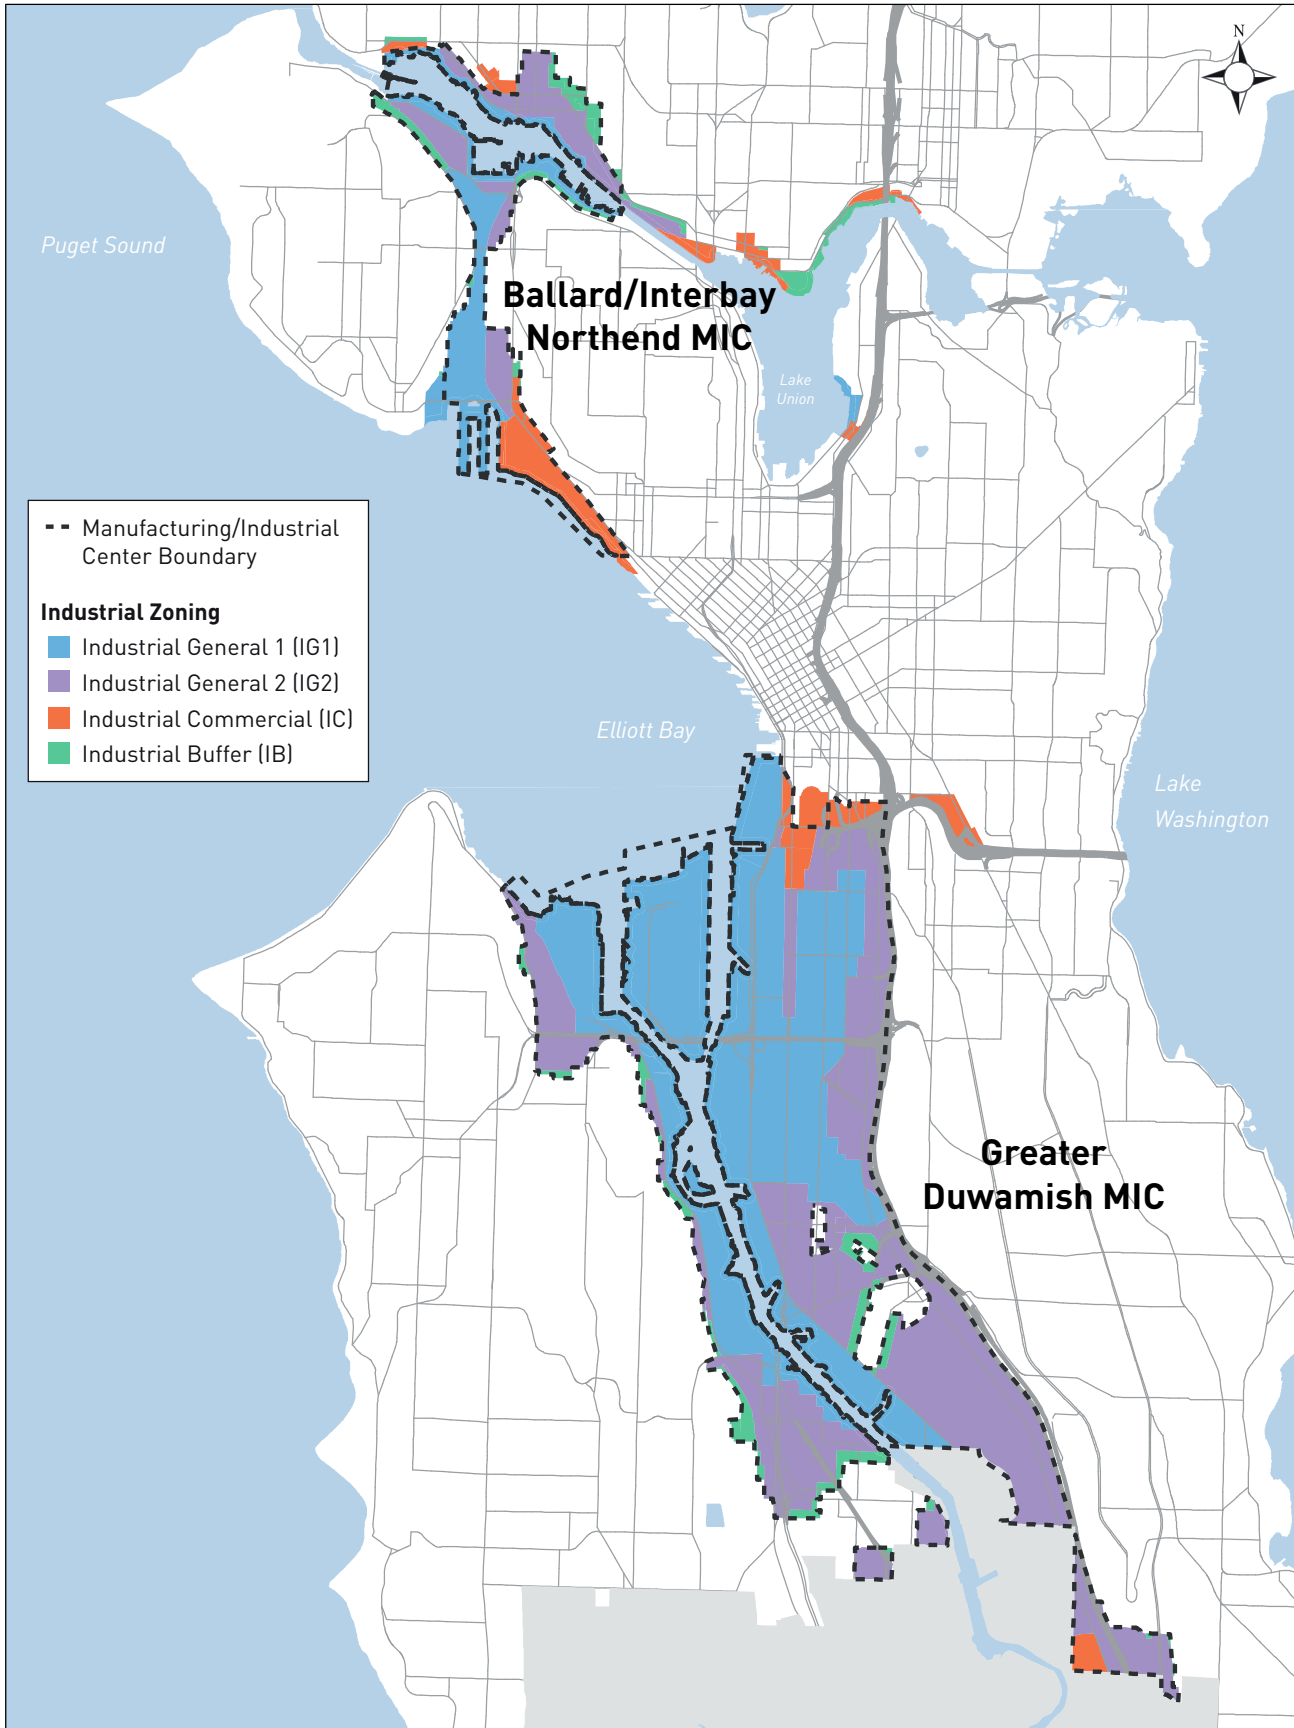 N
Puget Sound
Ballard/Interbay
Northend MIC
Lake
Union
Manufacturing/Industrial
Center Boundary
Industrial Zoning
Industrial General 1 (IG1)
Industrial General 2 (IG2)
Industrial Commercial (IC)
Industrial Buffer (IB)
Elliott Bay
Lake
Washington
Greater
Duwamish MIC